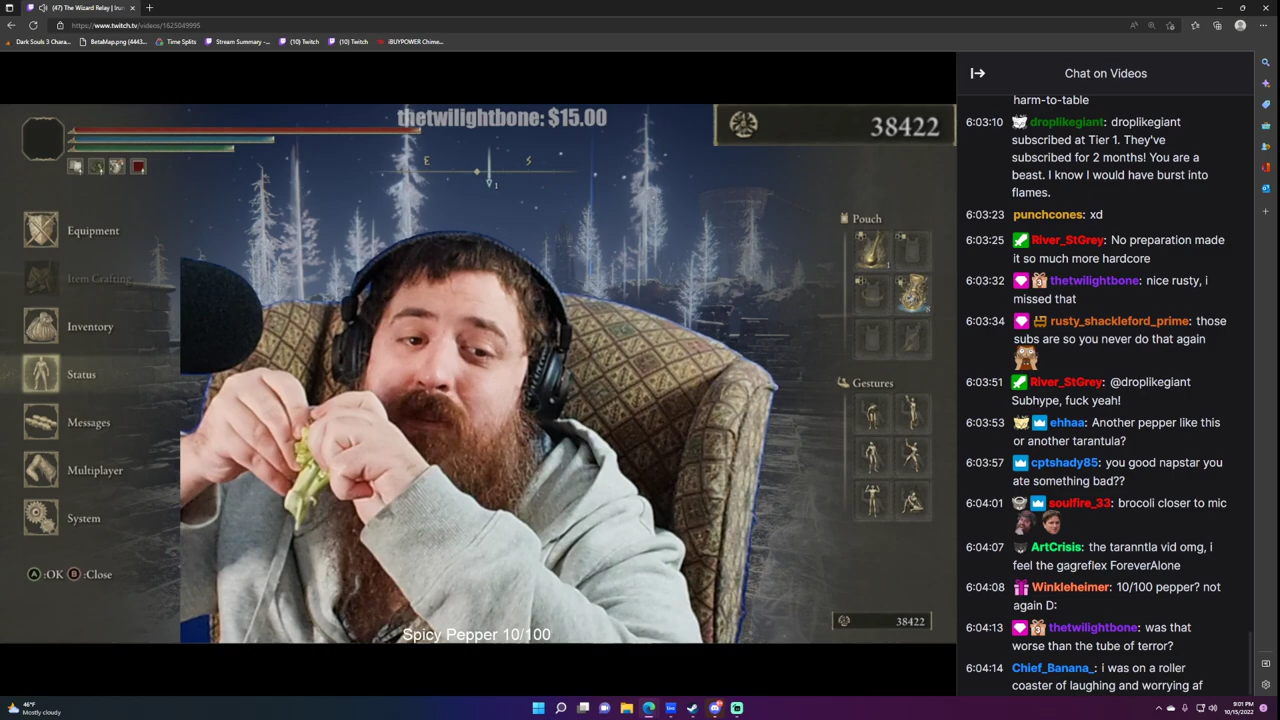 (47) The Wizard Relay | Irun
https://www.twitch.tv/videos/1625049995
Dark Souls 3 Chara...
BetaMap.png (4443...
Time Splits
Stream Summary -...
(10) Twitch
(10) Twitch
iBUYPOWER Chime...
thetwilightbone: $15.00
38422
E
S
1
Equipment
Item Crafting
Inventory
Status
Messages
Multiplayer
System
A :OK B :Close
Pouch
1
8
Gestures
38422
Spicy Pepper 10/100
Chat on Videos
harm-to-table
6:03:10 droplikegiant: droplikegiant
subscribed at Tier 1. They've
subscribed for 2 months! You are a
beast. I know I would have burst into
flames.
6:03:23 punchcones: xd
6:03:25 River_StGrey: No preparation made
it so much more hardcore
6:03:32 thetwilightbone: nice rusty, i
missed that
6:03:34 rusty_shackleford_prime: those
subs are so you never do that again
6:03:51 River_StGrey: @droplikegiant
Subhype, fuck yeah!
6:03:53 ehhaa: Another pepper like this
or another tarantula?
6:03:57 cptshady85: you good napstar you
ate something bad??
6:04:01 soulfire_33: brocoli closer to mic
6:04:07 ArtCrisis: the taranntla vid omg, i
feel the gagreflex ForeverAlone
6:04:08 Winkleheimer: 10/100 pepper? not
again D:
6:04:13 thetwilightbone: was that
worse than the tube of terror?
6:04:14 Chief_Banana_: i was on a roller
coaster of laughing and worrying af
46°F
Mostly cloudy
9:01 PM
10/15/2022